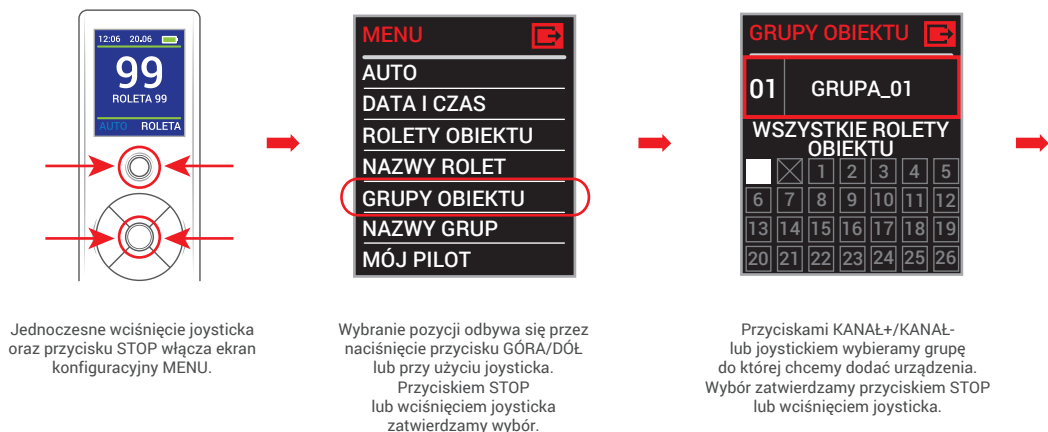 12:06 20.06
99
ROLETA 99
AUTO ROLETA
Jednoczesne wciśnięcie joysticka
oraz przycisku STOP włącza ekran
konfiguracyjny MENU.
MENU
AUTO
DATA I CZAS
ROLETY OBIEKTU
NAZWY ROLET
GRUPY OBIEKTU
NAZWY GRUP
MÓJ PILOT
Wybranie pozycji odbywa się przez
naciśnięcie przycisku GÓRA/DÓŁ
lub przy użyciu joysticka.
Przyciskiem STOP
lub wciśnięciem joysticka
zatwierdzamy wybór.
GRUPY OBIEKTU
01 GRUPA_01
WSZYSTKIE ROLETY
OBIEKTU
1 2 3 4 5
6 7 8 9 10 11 12
13 14 15 16 17 18 19
20 21 22 23 24 25 26
Przyciskami KANAŁ+/KANAŁ-
lub joystickiem wybieramy grupę
do której chcemy dodać urządzenia.
Wybór zatwierdzamy przyciskiem STOP
lub wciśnięciem joysticka.